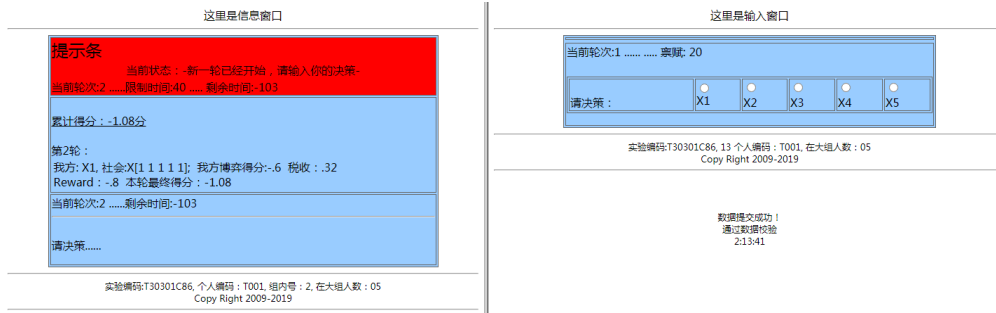 这里是信息窗口
提示条
当前状态：-新一轮已经开始，请输入你的决策-
当前轮次:2 ......限制时间:40 ..... 剩余时间:-103
累计得分：-1.08分
第2轮：
我方: X1, 社会:X[1 1 1 1 1]; 我方博弈得分:-.6 税收：.32
Reward：-.8 本轮最终得分：-1.08
当前轮次:2 ......剩余时间:-103
请决策......
实验编码:T30301C86, 个人编码：T001, 组内号：2, 在大组人数：05
Copy Right 2009-2019
这里是输入窗口
当前轮次:1 ...... ..... 禀赋: 20
请决策： X1 X2 X3 X4 X5
实验编码:T30301C86, 13 个人编码：T001, 在大组人数：05
Copy Right 2009-2019
数据提交成功！
通过数据校验
2:13:41